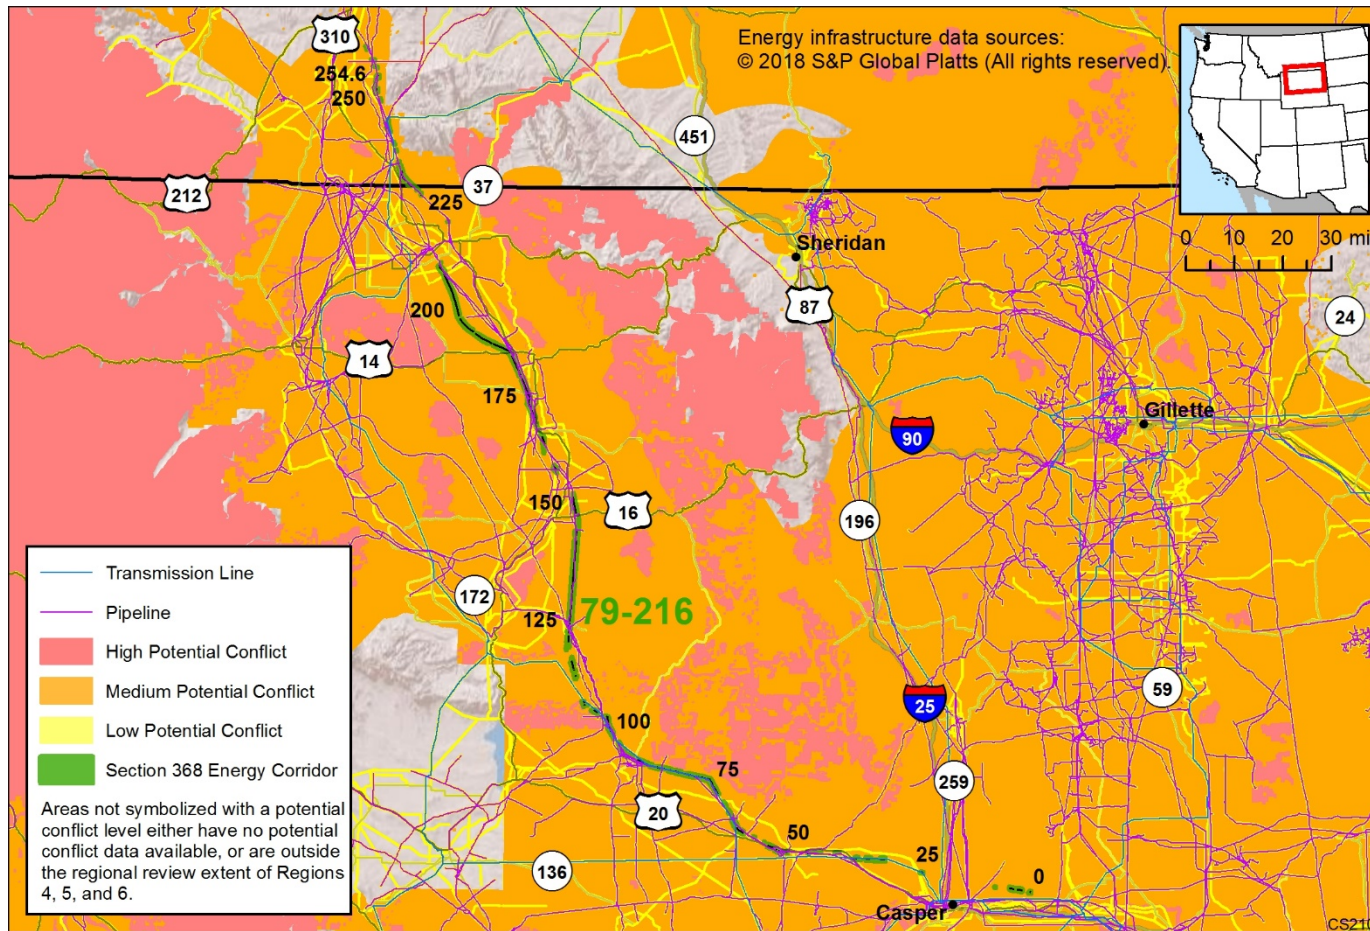 310
Energy infrastructure data sources:
© 2018 S&P Global Platts (All rights reserved).
254.6
250
451
212
37
225
Sheridan
0 10 20 30 mi
87
200
24
14
175
Gillette
90
150
16
196
Transmission Line
Pipeline
High Potential Conflict
Medium Potential Conflict
Low Potential Conflict
Section 368 Energy Corridor
Areas not symbolized with a potential
conflict level either have no potential
conflict data available, or are outside
the regional review extent of Regions
4, 5, and 6.
172
125
79-216
59
25
100
75
259
20
50
25
136
0
Casper